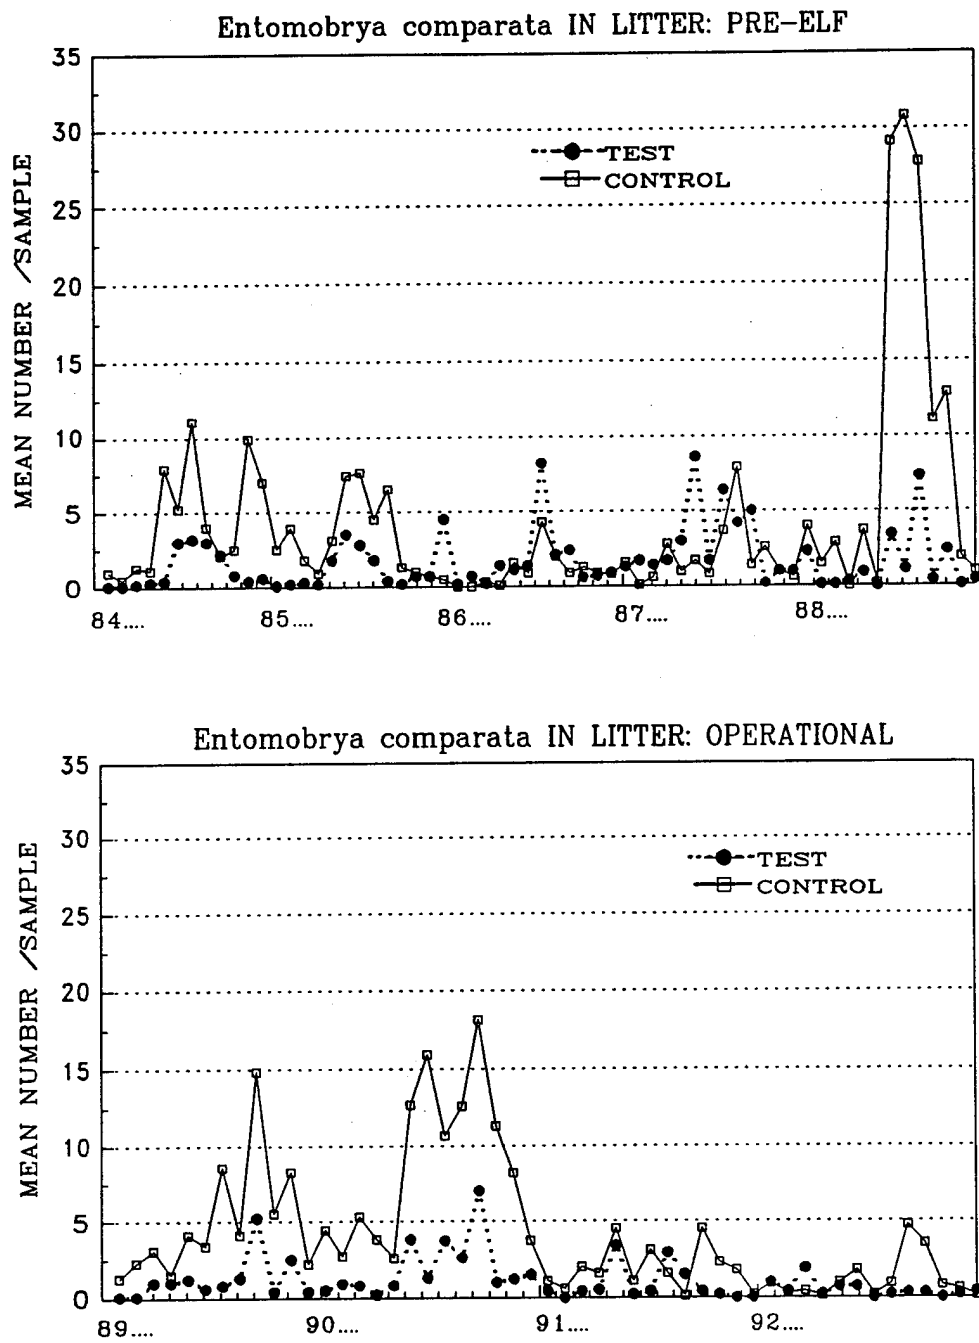 Entomobrya comparata IN LITTER: PRE-ELF
35
30
25
20
15
10
5
0
MEAN NUMBER /SAMPLE
TEST
CONTROL
84.... 85.... 86.... 87.... 88....
Entomobrya comparata IN LITTER: OPERATIONAL
35
30
25
20
15
10
5
0
MEAN NUMBER /SAMPLE
TEST
CONTROL
89.... 90.... 91.... 92....